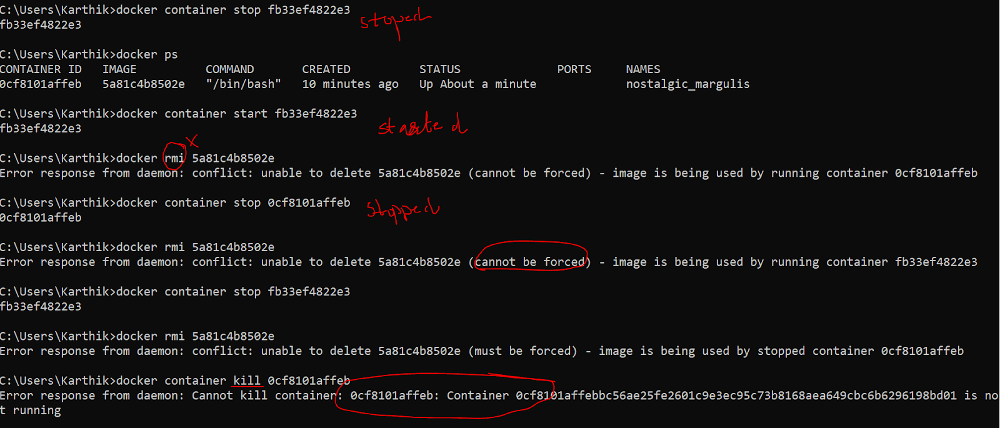 C:\Users\Karthik>docker container stop fb33ef4822e3
fb33ef4822e3
stoped
C:\Users\Karthik>docker ps
CONTAINER ID IMAGE COMMAND CREATED STATUS PORTS NAMES
0cf8101affeb 5a81c4b8502e "/bin/bash" 10 minutes ago Up About a minute nostalgic_margulis
C:\Users\Karthik>docker container start fb33ef4822e3
fb33ef4822e3
started
X
C:\Users\Karthik>docker rmi 5a81c4b8502e
Error response from daemon: conflict: unable to delete 5a81c4b8502e (cannot be forced) - image is being used by running container 0cf8101affeb
C:\Users\Karthik>docker container stop 0cf8101affeb
0cf8101affeb
stopped
C:\Users\Karthik>docker rmi 5a81c4b8502e
Error response from daemon: conflict: unable to delete 5a81c4b8502e (cannot be forced) - image is being used by running container fb33ef4822e3
C:\Users\Karthik>docker container stop fb33ef4822e3
fb33ef4822e3
C:\Users\Karthik>docker rmi 5a81c4b8502e
Error response from daemon: conflict: unable to delete 5a81c4b8502e (must be forced) - image is being used by stopped container 0cf8101affeb
C:\Users\Karthik>docker container kill 0cf8101affeb
Error response from daemon: Cannot kill container: 0cf8101affeb: Container 0cf8101affebbc56ae25fe2601c9e3ec95c73b8168aea649cbc6b6296198bd01 is no
t running